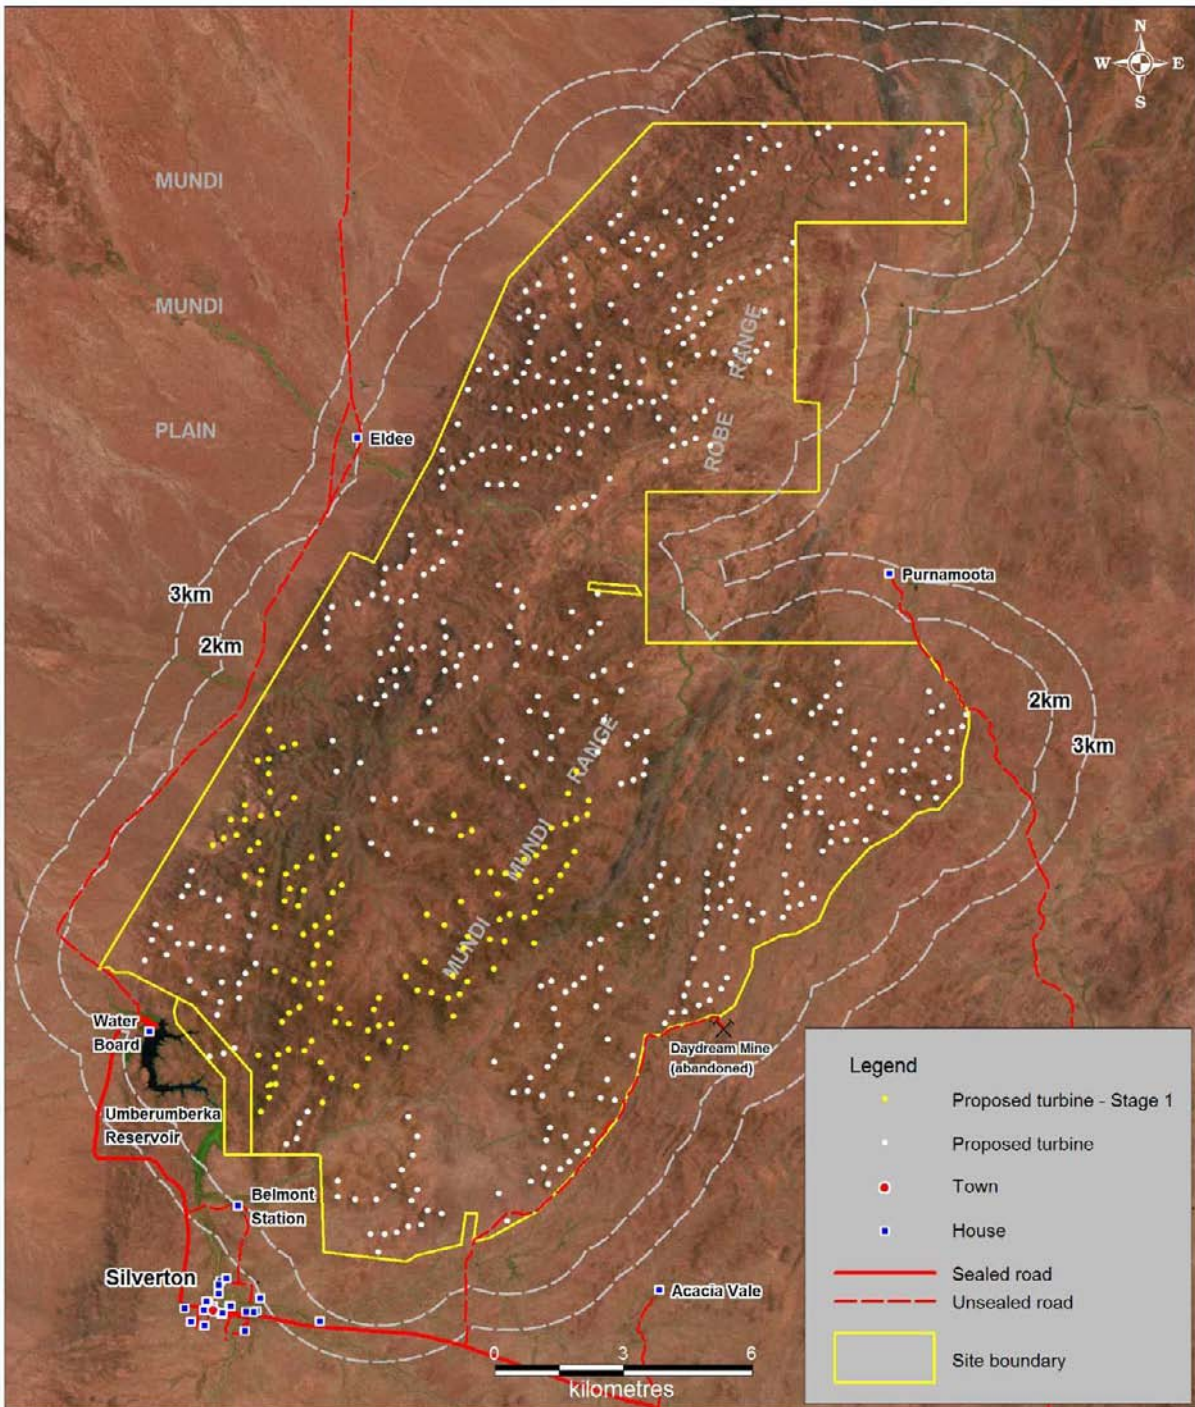 N
W E
S
MUNDI
MUNDI
PLAIN
RANGE
ROBE
Eldee
Purnamoota
3km
2km
2km
3km
RANGE
MUNDI
MUNDI
Water
Board
Daydream Mine
(abandoned)
Umberumberka
Reservoir
Belmont
Station
Silverton
Acacia Vale
0 3 6
kilometres
Legend
Proposed turbine - Stage 1
Proposed turbine
Town
House
Sealed road
Unsealed road
Site boundary